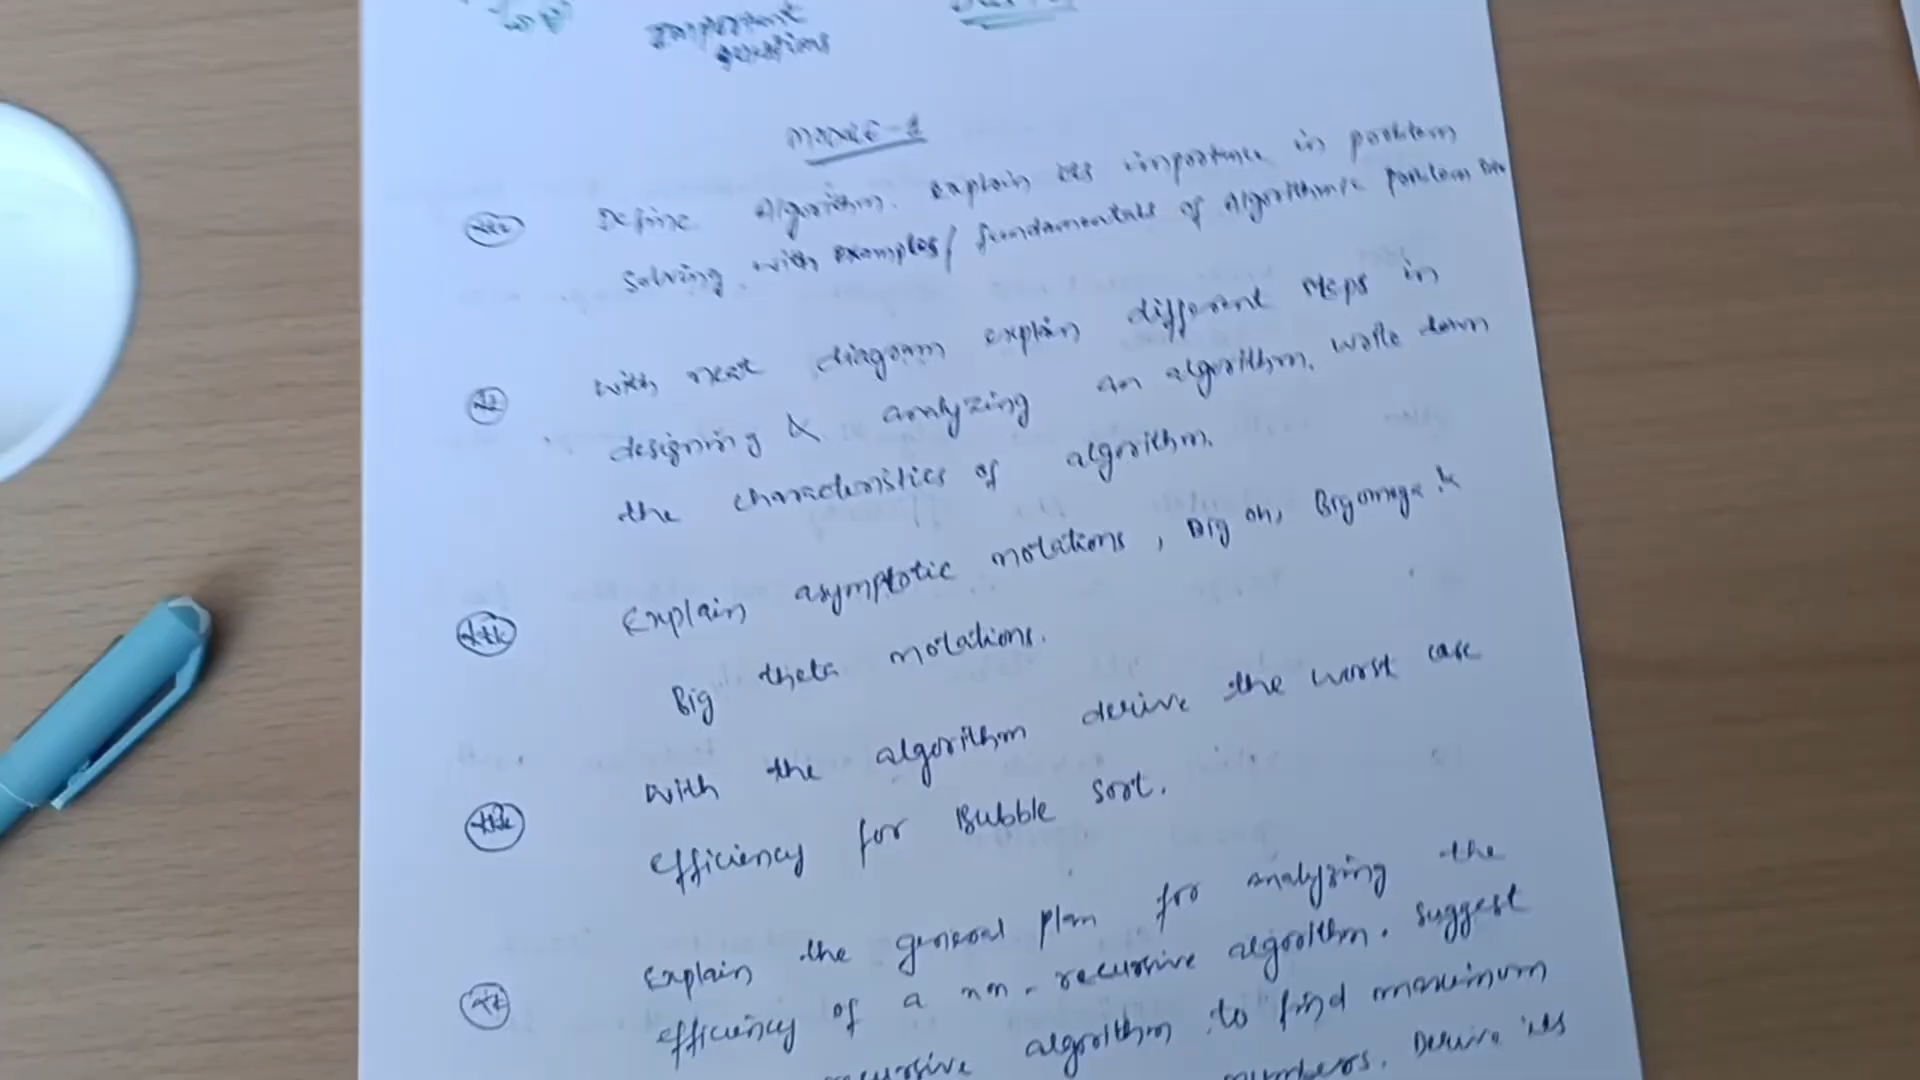 Important
questions
MODULE-1
*** Define Algorithm. explain its importance in problem
solving with examples/ fundamentals of Algorithmic problem
** with neat diagram explain different steps in
designing & analyzing an algorithm. write down
the characteristics of algorithm.
*** Explain asymptotic notations, Big oh, Big omega &
Big theta notations.
*** with the algorithm derive the worst case
efficiency for Bubble sort.
** Explain the general plan for analyzing the
efficiency of a non-recursive algorithm. suggest
algorithm to find maximum
numbers. Derive its